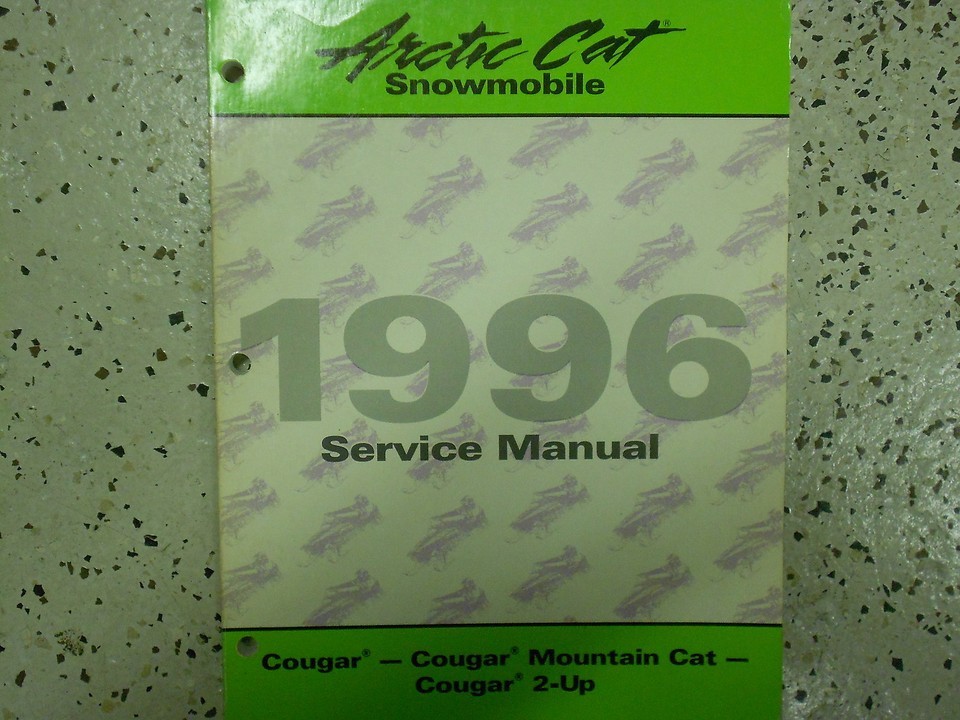 Arctic Cat®
Snowmobile
1996
Service Manual
Cougar® — Cougar® Mountain Cat —
Cougar® 2-Up